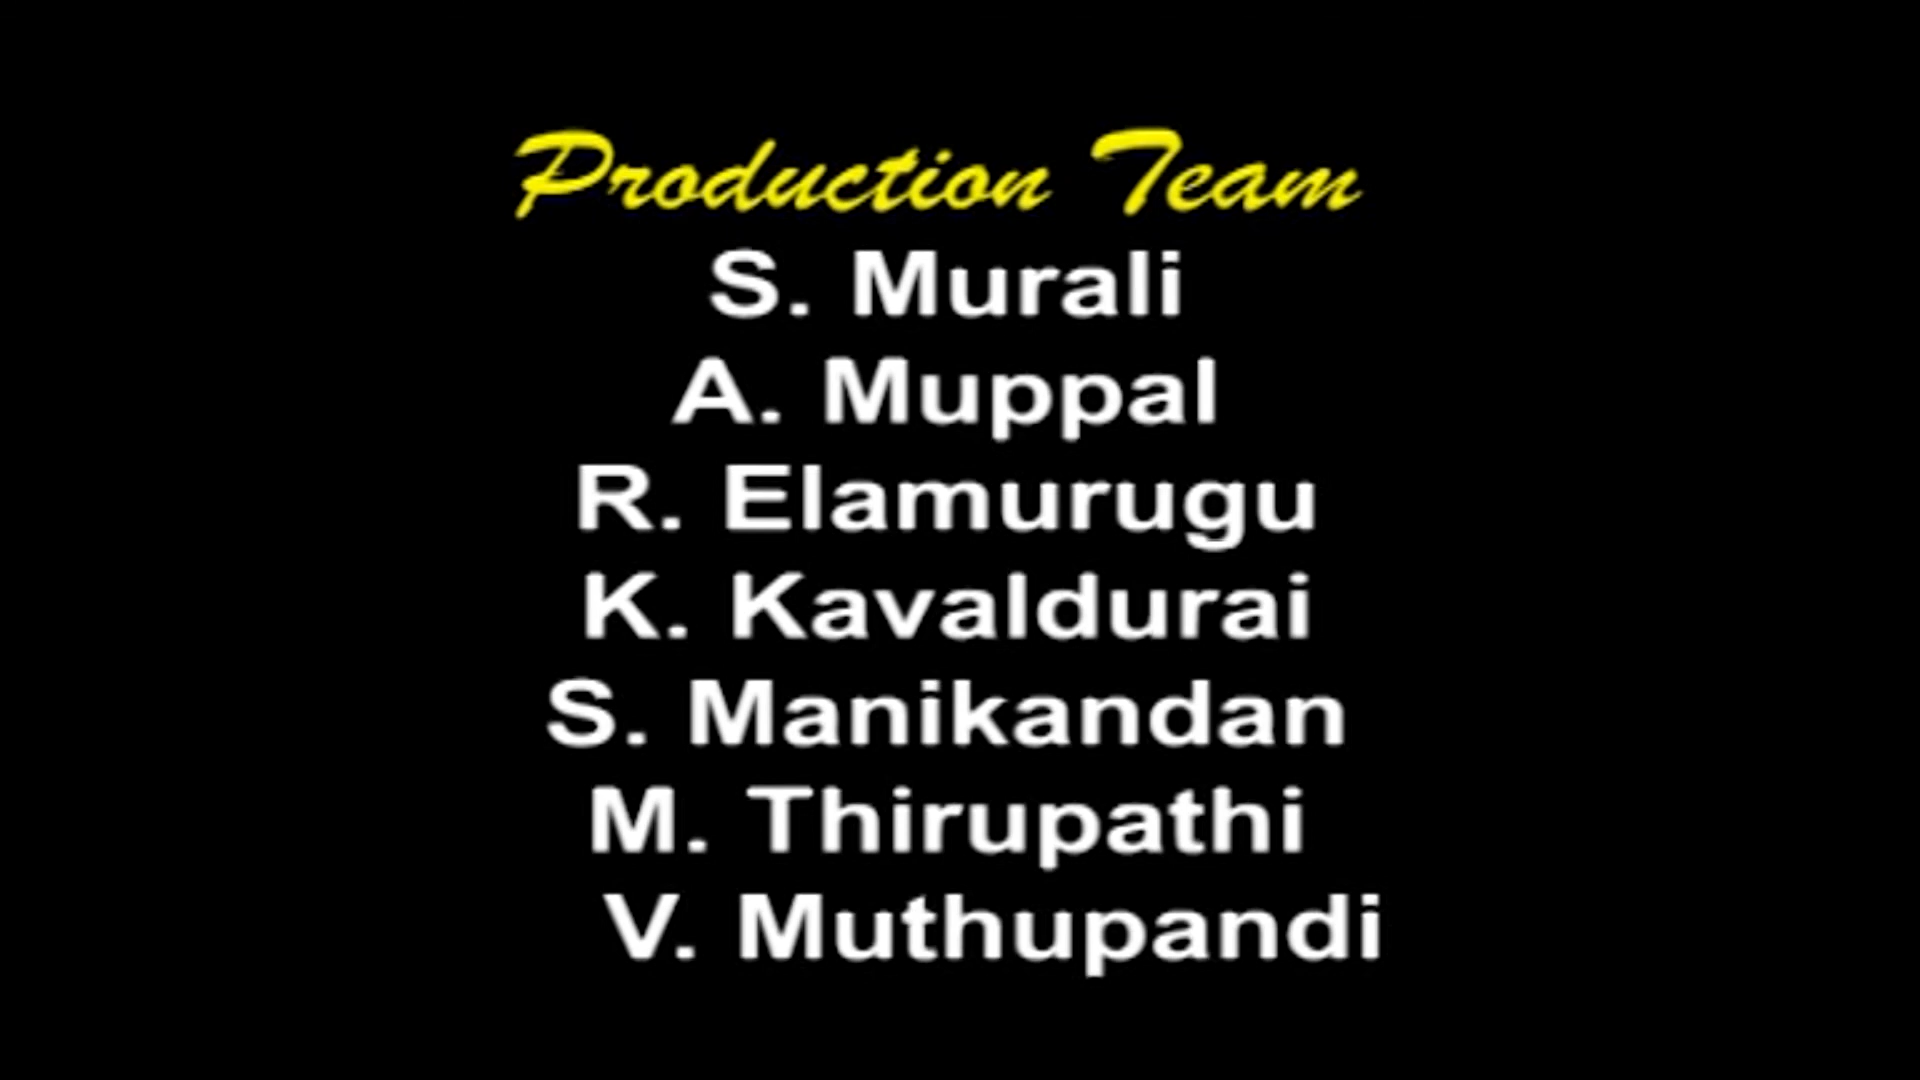 Production Team
S. Murali
A. Muppal
R. Elamurugu
K. Kavaldurai
S. Manikandan
M. Thirupathi
V. Muthupandi